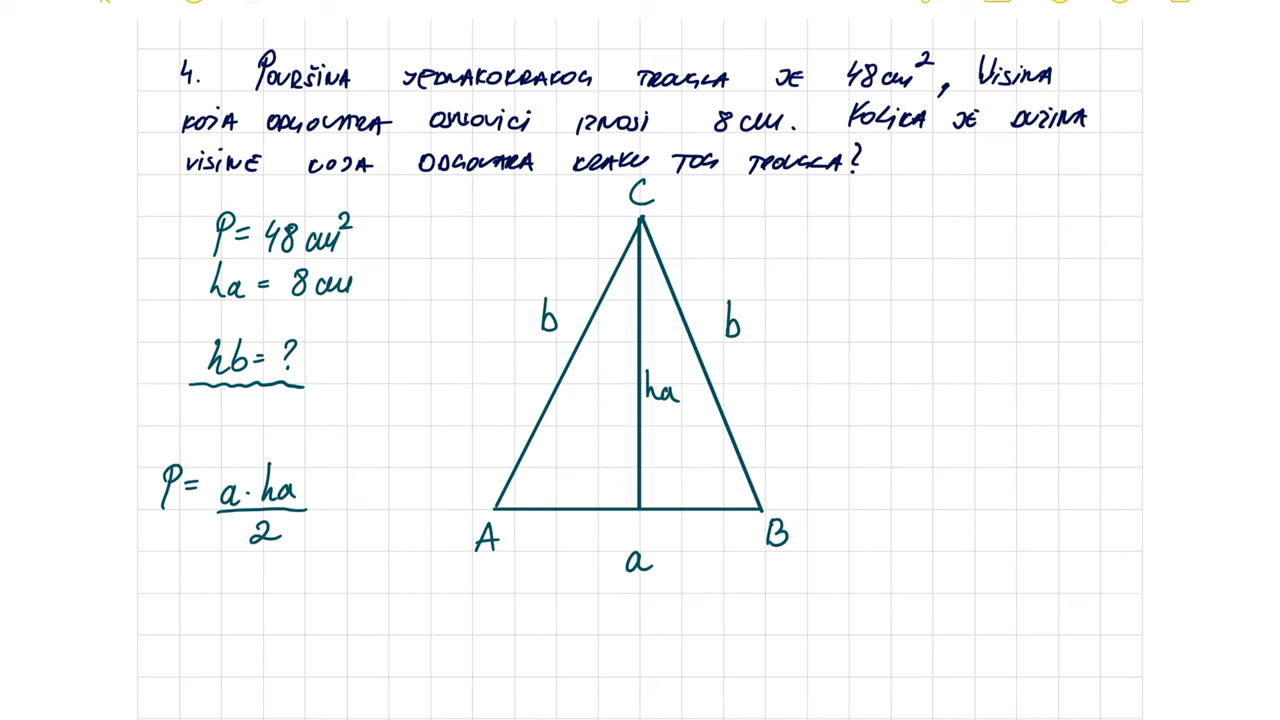 4. POVRŠINA JEDNAKOKRAKOG TROUGLA JE 48 cm², VISINA
KOJA ODGOVARA OSNOVICI IZNOSI 8 cm. KOLIKA JE DUŽINA
VISINE KOJA ODGOVARA KRAKU TOG TROUGLA?
C
P = 48 cm²
ha = 8 cm
b b
hb = ?
ha
P = a · ha / 2
A B
a